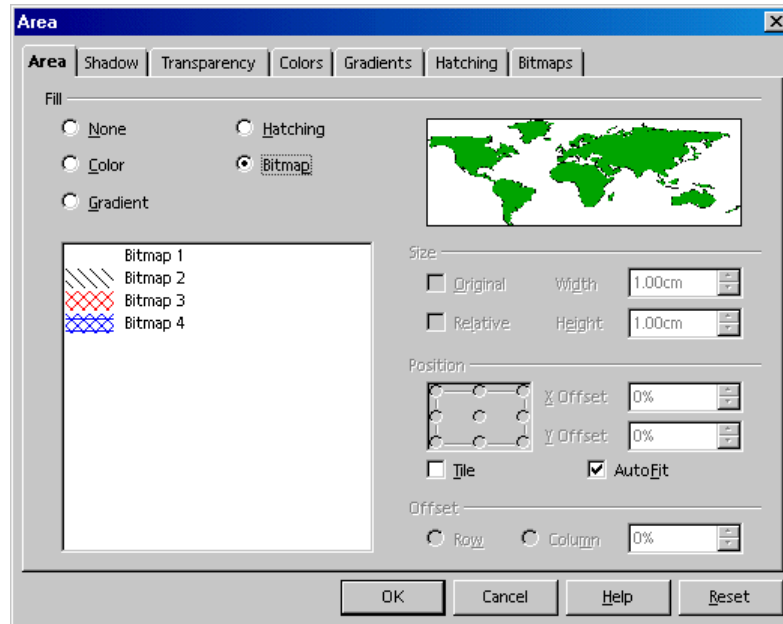 Area
Area Shadow Transparency Colors Gradients Hatching Bitmaps
Fill
None Hatching
Color Bitmap
Gradient
Bitmap 1
Bitmap 2
Bitmap 3
Bitmap 4
Size
Original Width 1.00cm
Relative Height 1.00cm
Position
X Offset 0%
Y Offset 0%
Tile AutoFit
Offset
Row Column 0%
OK Cancel Help Reset